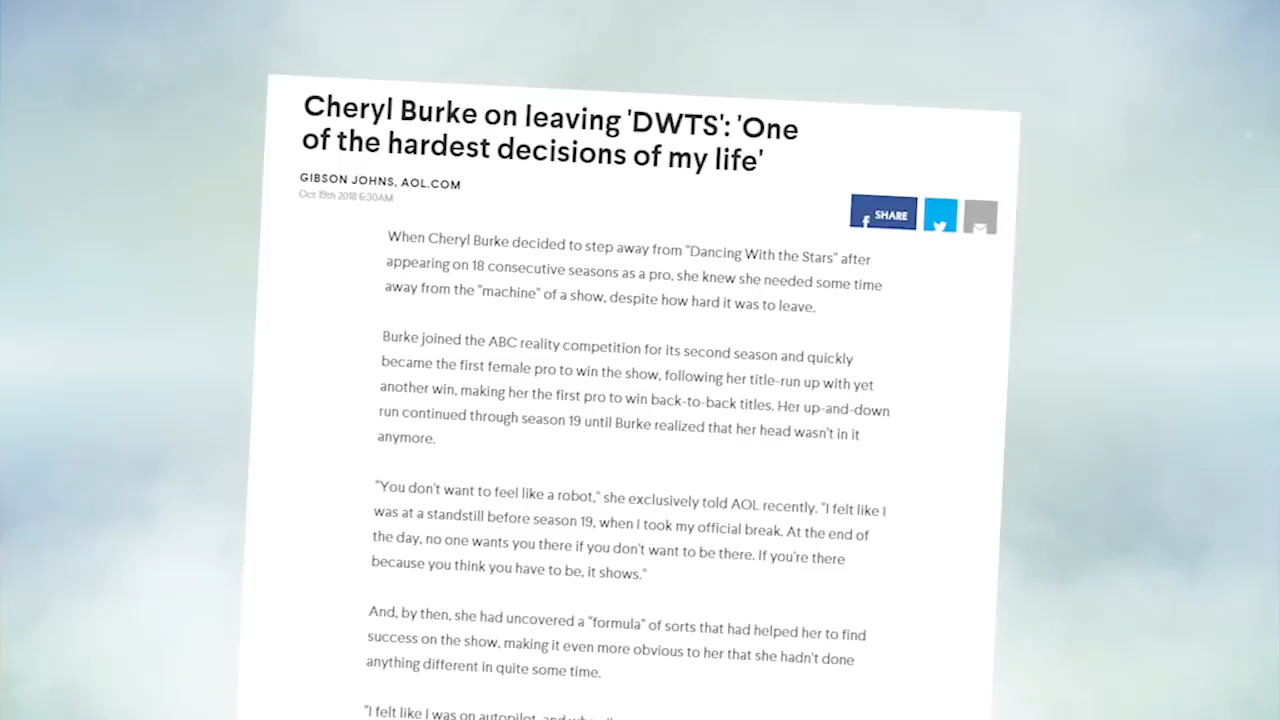 Cheryl Burke on leaving 'DWTS': 'One
of the hardest decisions of my life'
GIBSON JOHNS, AOL.COM
Oct 19th 2018 6:30AM
SHARE
When Cheryl Burke decided to step away from "Dancing With the Stars" after
appearing on 18 consecutive seasons as a pro, she knew she needed some time
away from the "machine" of a show, despite how hard it was to leave.
Burke joined the ABC reality competition for its second season and quickly
became the first female pro to win the show, following her title-run up with yet
another win, making her the first pro to win back-to-back titles. Her up-and-down
run continued through season 19 until Burke realized that her head wasn't in it
anymore.
"You don't want to feel like a robot," she exclusively told AOL recently. "I felt like I
was at a standstill before season 19, when I took my official break. At the end of
the day, no one wants you there if you don't want to be there. If you're there
because you think you have to be, it shows."
And, by then, she had uncovered a "formula" of sorts that had helped her to find
success on the show, making it even more obvious to her that she hadn't done
anything different in quite some time.
"I felt like I was on autopilot, and